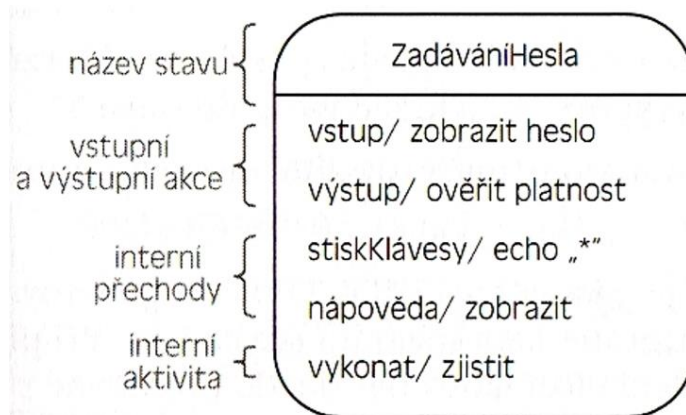 název stavu
ZadáváníHesla
vstupní
a výstupní akce
vstup/ zobrazit heslo
výstup/ ověřit platnost
interní
přechody
stiskKlávesy/ echo „*"
nápověda/ zobrazit
interní
aktivita
vykonat/ zjistit